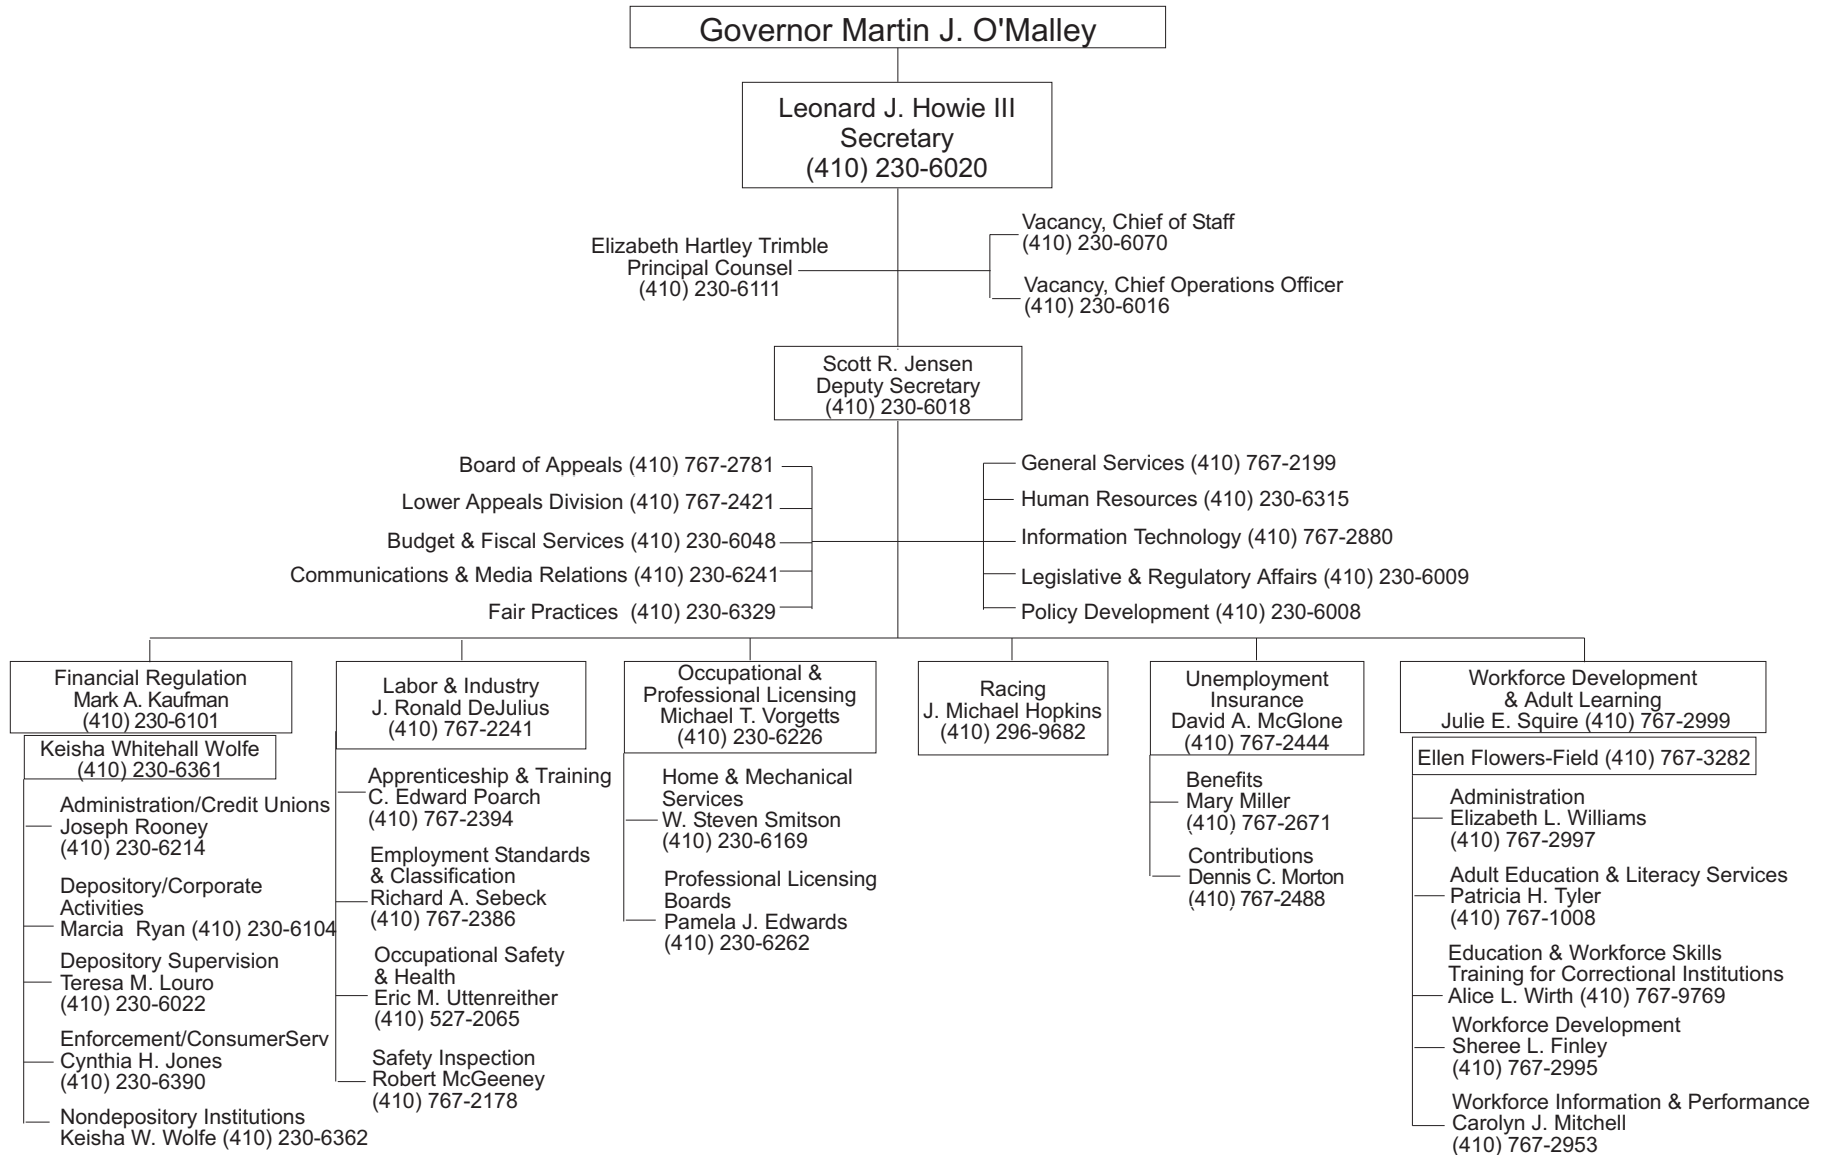 Governor Martin J. O'Malley
Leonard J. Howie III
Secretary
(410) 230-6020
Elizabeth Hartley Trimble
Principal Counsel
(410) 230-6111
Vacancy, Chief of Staff
(410) 230-6070
Vacancy, Chief Operations Officer
(410) 230-6016
Scott R. Jensen
Deputy Secretary
(410) 230-6018
Board of Appeals (410) 767-2781
Lower Appeals Division (410) 767-2421
Budget & Fiscal Services (410) 230-6048
Communications & Media Relations (410) 230-6241
Fair Practices (410) 230-6329
General Services (410) 767-2199
Human Resources (410) 230-6315
Information Technology (410) 767-2880
Legislative & Regulatory Affairs (410) 230-6009
Policy Development (410) 230-6008
Financial Regulation
Mark A. Kaufman
(410) 230-6101
Keisha Whitehall Wolfe
(410) 230-6361
Administration/Credit Unions
Joseph Rooney
(410) 230-6214
Depository/Corporate
Activities
Marcia Ryan (410) 230-6104
Depository Supervision
Teresa M. Louro
(410) 230-6022
Enforcement/ConsumerServ
Cynthia H. Jones
(410) 230-6390
Nondepository Institutions
Keisha W. Wolfe (410) 230-6362
Labor & Industry
J. Ronald DeJulius
(410) 767-2241
Apprenticeship & Training
C. Edward Poarch
(410) 767-2394
Employment Standards
& Classification
Richard A. Sebeck
(410) 767-2386
Occupational Safety
& Health
Eric M. Uttenreither
(410) 527-2065
Safety Inspection
Robert McGeeney
(410) 767-2178
Occupational &
Professional Licensing
Michael T. Vorgetts
(410) 230-6226
Home & Mechanical
Services
W. Steven Smitson
(410) 230-6169
Professional Licensing
Boards
Pamela J. Edwards
(410) 230-6262
Racing
J. Michael Hopkins
(410) 296-9682
Unemployment
Insurance
David A. McGlone
(410) 767-2444
Benefits
Mary Miller
(410) 767-2671
Contributions
Dennis C. Morton
(410) 767-2488
Workforce Development
& Adult Learning
Julie E. Squire (410) 767-2999
Ellen Flowers-Field (410) 767-3282
Administration
Elizabeth L. Williams
(410) 767-2997
Adult Education & Literacy Services
Patricia H. Tyler
(410) 767-1008
Education & Workforce Skills
Training for Correctional Institutions
Alice L. Wirth (410) 767-9769
Workforce Development
Sheree L. Finley
(410) 767-2995
Workforce Information & Performance
Carolyn J. Mitchell
(410) 767-2953